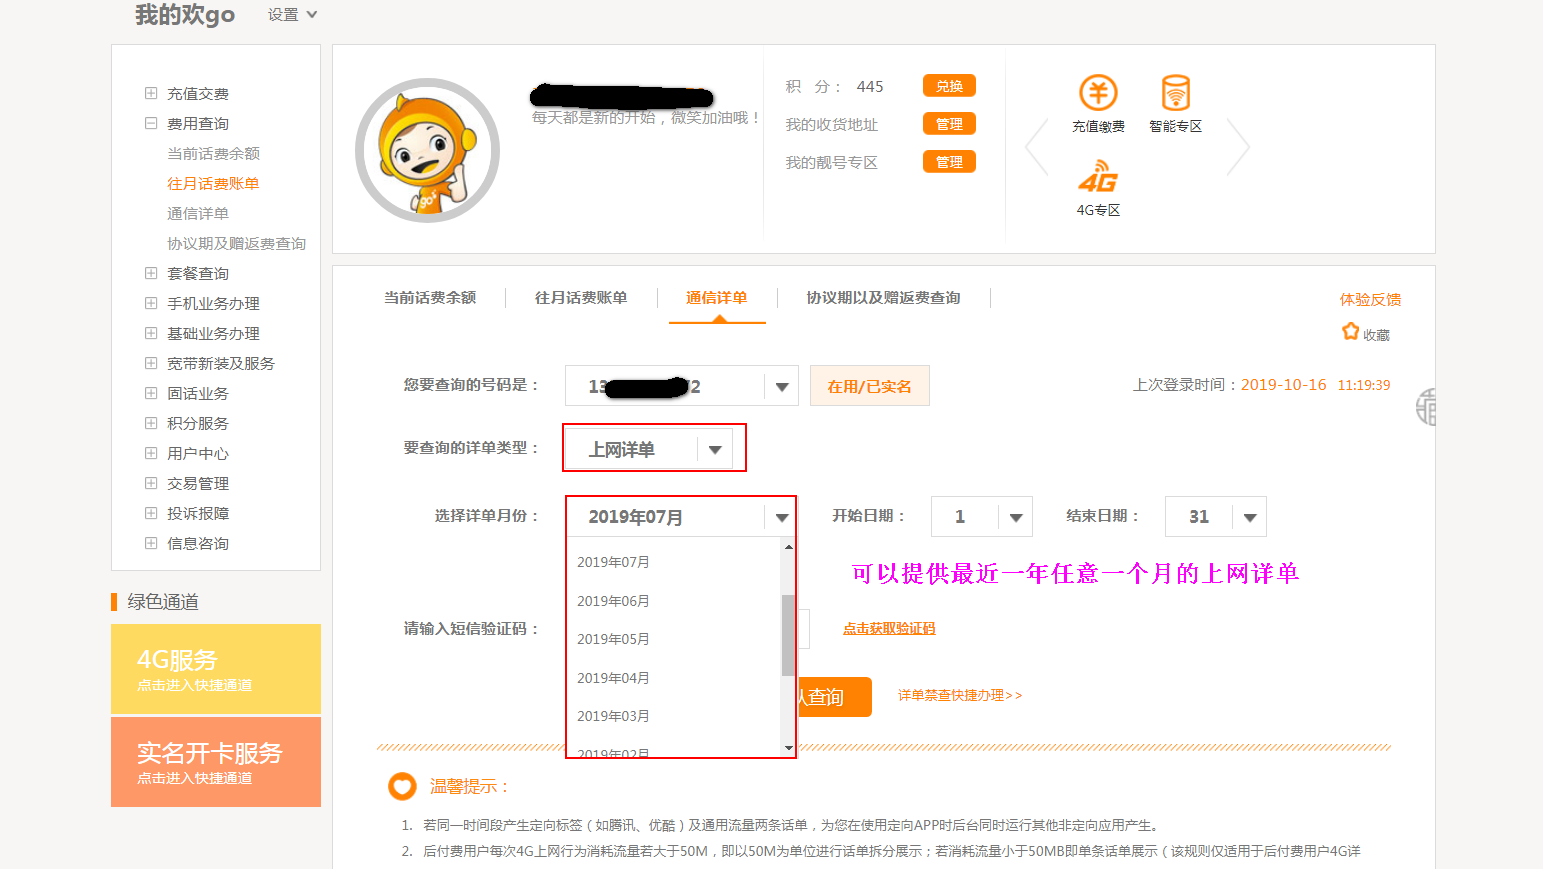 我的欢go 设置
充值交费
费用查询
当前话费余额
往月话费账单
通信详单
协议期及赠返费查询
套餐查询
手机业务办理
基础业务办理
宽带新装及服务
固话业务
积分服务
用户中心
交易管理
投诉报障
信息咨询
绿色通道
4G服务
点击进入快捷通道
实名开卡服务
点击进入快捷通道
go
每天都是新的开始，微笑加油哦！
积 分： 445 兑换
我的收货地址 管理
我的靓号专区 管理
充值缴费 智能专区
4G
4G专区
当前话费余额 往月话费账单 通信详单 协议期以及赠返费查询
体验反馈
收藏
您要查询的号码是： 13 2 在用/已实名 上次登录时间：2019-10-16 11:19:39
要查询的详单类型： 上网详单
选择详单月份： 2019年07月 开始日期： 1 结束日期： 31
2019年07月
2019年06月
2019年05月
2019年04月
2019年03月
2019年02月
可以提供最近一年任意一个月的上网详单
请输入短信验证码： 点击获取验证码
认查询 详单禁查快捷办理>>
温馨提示：
1. 若同一时间段产生定向标签（如腾讯、优酷）及通用流量两条话单，为您在使用定向APP时后台同时运行其他非定向应用产生。
2. 后付费用户每次4G上网行为消耗流量若大于50M，即以50M为单位进行话单拆分展示；若消耗流量小于50MB即单条话单展示（该规则仅适用于后付费用户4G详